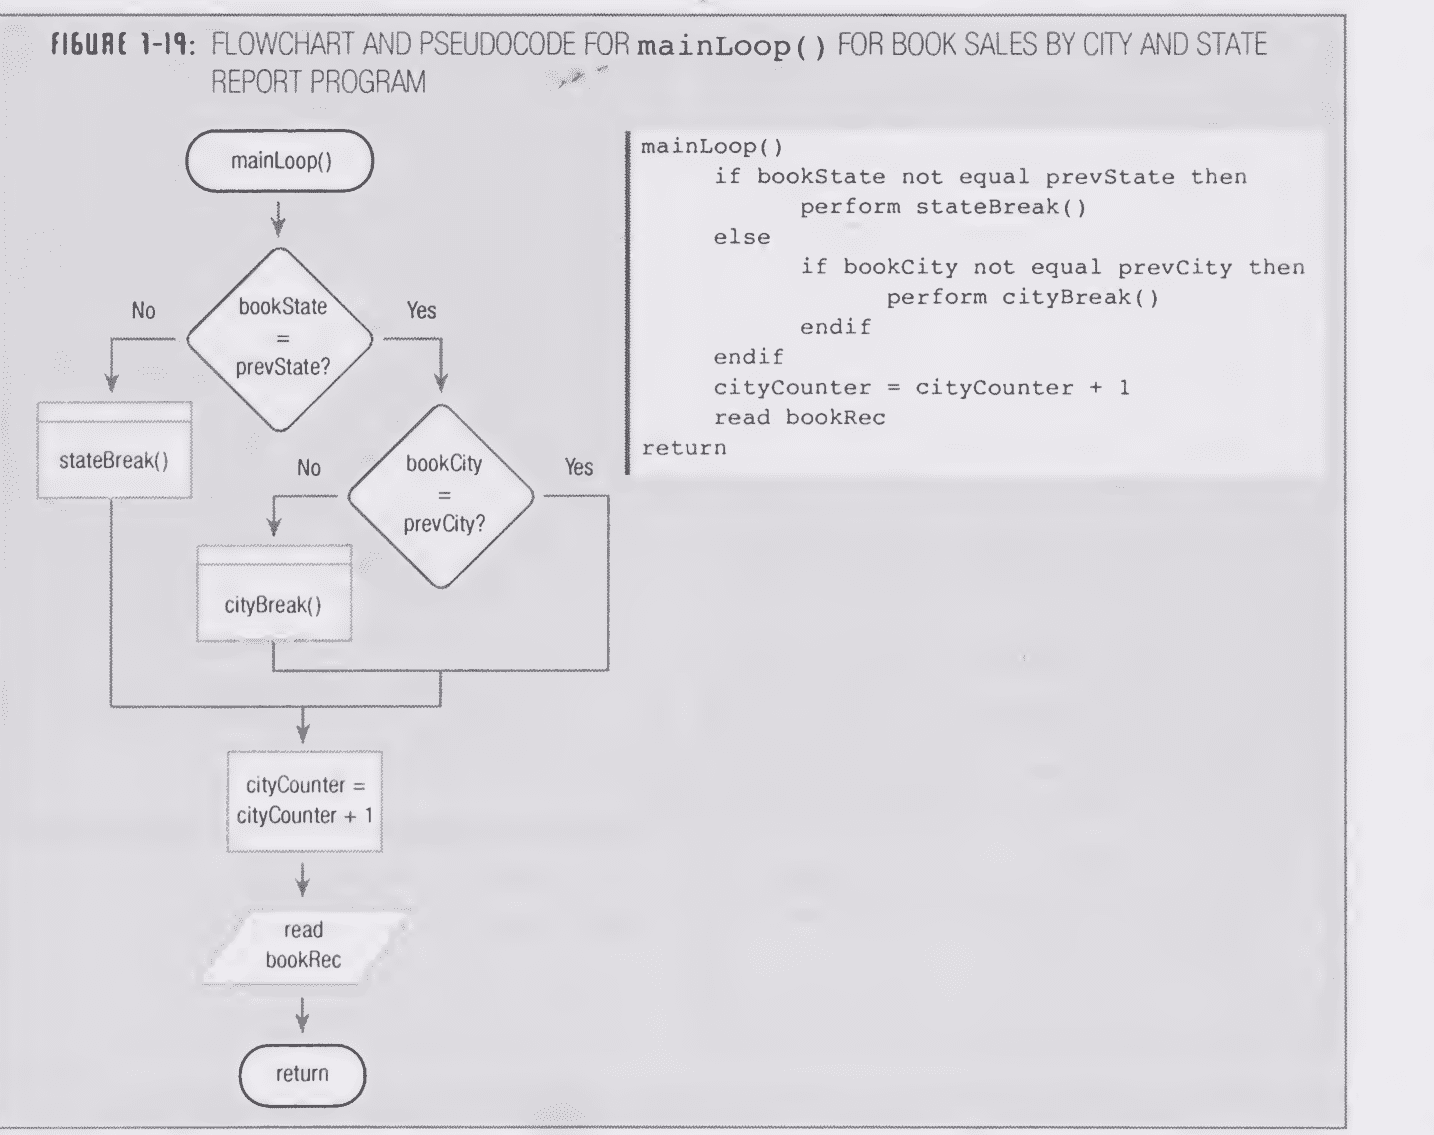 FIGURE 1-19: FLOWCHART AND PSEUDOCODE FOR mainLoop() FOR BOOK SALES BY CITY AND STATE
REPORT PROGRAM
mainLoop()
bookState
=
prevState?
No
Yes
stateBreak()
bookCity
=
prevCity?
No
Yes
cityBreak()
cityCounter =
cityCounter + 1
read
bookRec
return
mainLoop()
if bookState not equal prevState then
perform stateBreak()
else
if bookCity not equal prevCity then
perform cityBreak()
endif
endif
cityCounter = cityCounter + 1
read bookRec
return